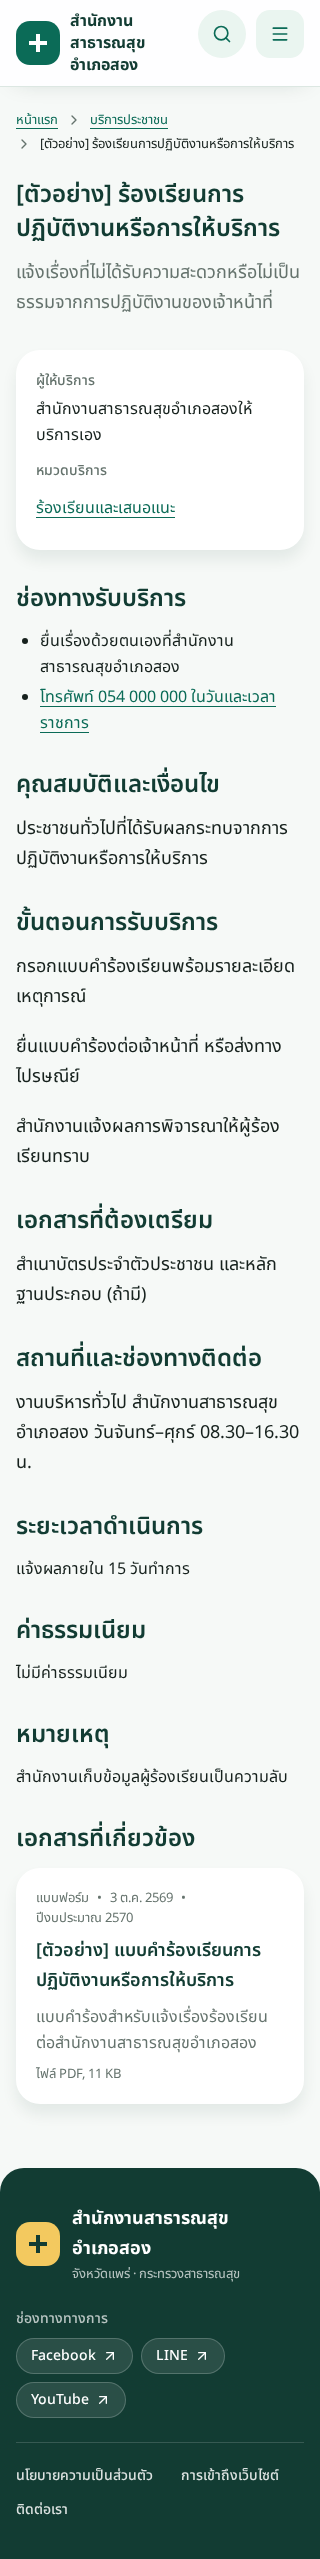 สำนักงาน
สาธารณสุข
อำเภอสอง
หน้าแรก
บริการประชาชน
[ตัวอย่าง] ร้องเรียนการปฏิบัติงานหรือการให้บริการ
[ตัวอย่าง] ร้องเรียนการ
ปฏิบัติงานหรือการให้บริการ
แจ้งเรื่องที่ไม่ได้รับความสะดวกหรือไม่เป็น
ธรรมจากการปฏิบัติงานของเจ้าหน้าที่
ผู้ให้บริการ
สำนักงานสาธารณสุขอำเภอสองให้
บริการเอง
หมวดบริการ
ร้องเรียนและเสนอแนะ
ช่องทางรับบริการ
• ยื่นเรื่องด้วยตนเองที่สำนักงาน
สาธารณสุขอำเภอสอง
• โทรศัพท์ 054 000 000 ในวันและเวลา
ราชการ
คุณสมบัติและเงื่อนไข
ประชาชนทั่วไปที่ได้รับผลกระทบจากการ
ปฏิบัติงานหรือการให้บริการ
ขั้นตอนการรับบริการ
กรอกแบบคำร้องเรียนพร้อมรายละเอียด
เหตุการณ์
ยื่นแบบคำร้องต่อเจ้าหน้าที่ หรือส่งทาง
ไปรษณีย์
สำนักงานแจ้งผลการพิจารณาให้ผู้ร้อง
เรียนทราบ
เอกสารที่ต้องเตรียม
สำเนาบัตรประจำตัวประชาชน และหลัก
ฐานประกอบ (ถ้ามี)
สถานที่และช่องทางติดต่อ
งานบริหารทั่วไป สำนักงานสาธารณสุข
อำเภอสอง วันจันทร์–ศุกร์ 08.30–16.30
น.
ระยะเวลาดำเนินการ
แจ้งผลภายใน 15 วันทำการ
ค่าธรรมเนียม
ไม่มีค่าธรรมเนียม
หมายเหตุ
สำนักงานเก็บข้อมูลผู้ร้องเรียนเป็นความลับ
เอกสารที่เกี่ยวข้อง
แบบฟอร์ม • 3 ต.ค. 2569 •
ปีงบประมาณ 2570
[ตัวอย่าง] แบบคำร้องเรียนการ
ปฏิบัติงานหรือการให้บริการ
แบบคำร้องสำหรับแจ้งเรื่องร้องเรียน
ต่อสำนักงานสาธารณสุขอำเภอสอง
ไฟล์ PDF, 11 KB
สำนักงานสาธารณสุข
อำเภอสอง
จังหวัดแพร่ · กระทรวงสาธารณสุข
ช่องทางทางการ
Facebook
LINE
YouTube
นโยบายความเป็นส่วนตัว
การเข้าถึงเว็บไซต์
ติดต่อเรา